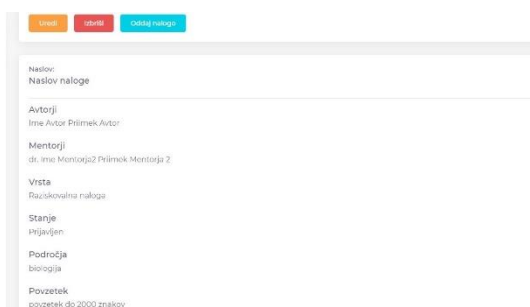 Uredi Izbriši Oddaj nalogo
Naslov:
Naslov naloge
Avtorji
Ime Avtor Priimek Avtor
Mentorji
dr. Ime Mentorja2 Priimek Mentorja 2
Vrsta
Raziskovalna naloga
Stanje
Prijavljen
Področja
biologija
Povzetek
povzetek do 2000 znakov